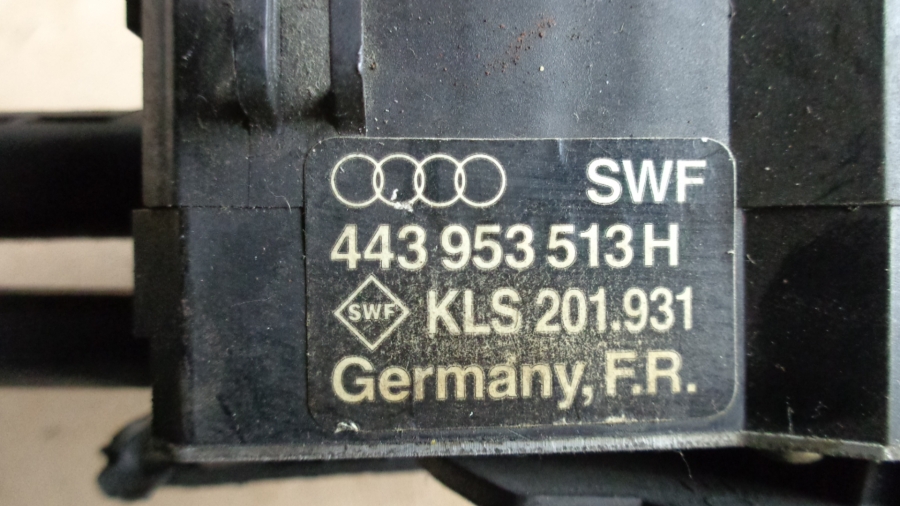 SWF
443 953 513 H
SWF KLS 201.931
Germany, F.R.